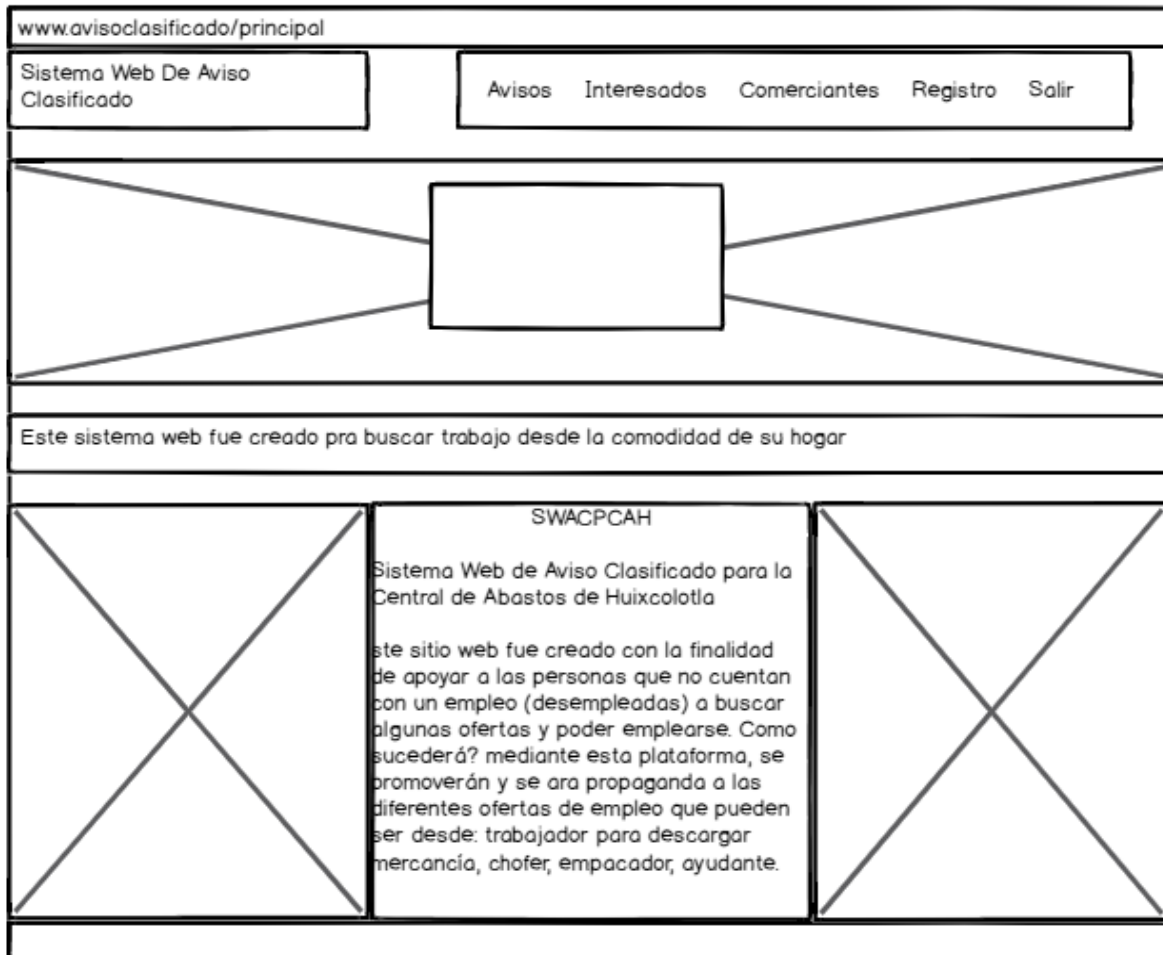 www.avisoclasificado/principal
Sistema Web De Aviso
Clasificado
Avisos Interesados Comerciantes Registro Salir
Este sistema web fue creado pra buscar trabajo desde la comodidad de su hogar
SWACPCAH
Sistema Web de Aviso Clasificado para la
Central de Abastos de Huixcolotla
ste sitio web fue creado con la finalidad
de apoyar a las personas que no cuentan
con un empleo (desempleadas) a buscar
algunas ofertas y poder emplearse. Como
sucederá? mediante esta plataforma, se
promoverán y se ara propaganda a las
diferentes ofertas de empleo que pueden
ser desde: trabajador para descargar
mercancía, chofer, empacador, ayudante.